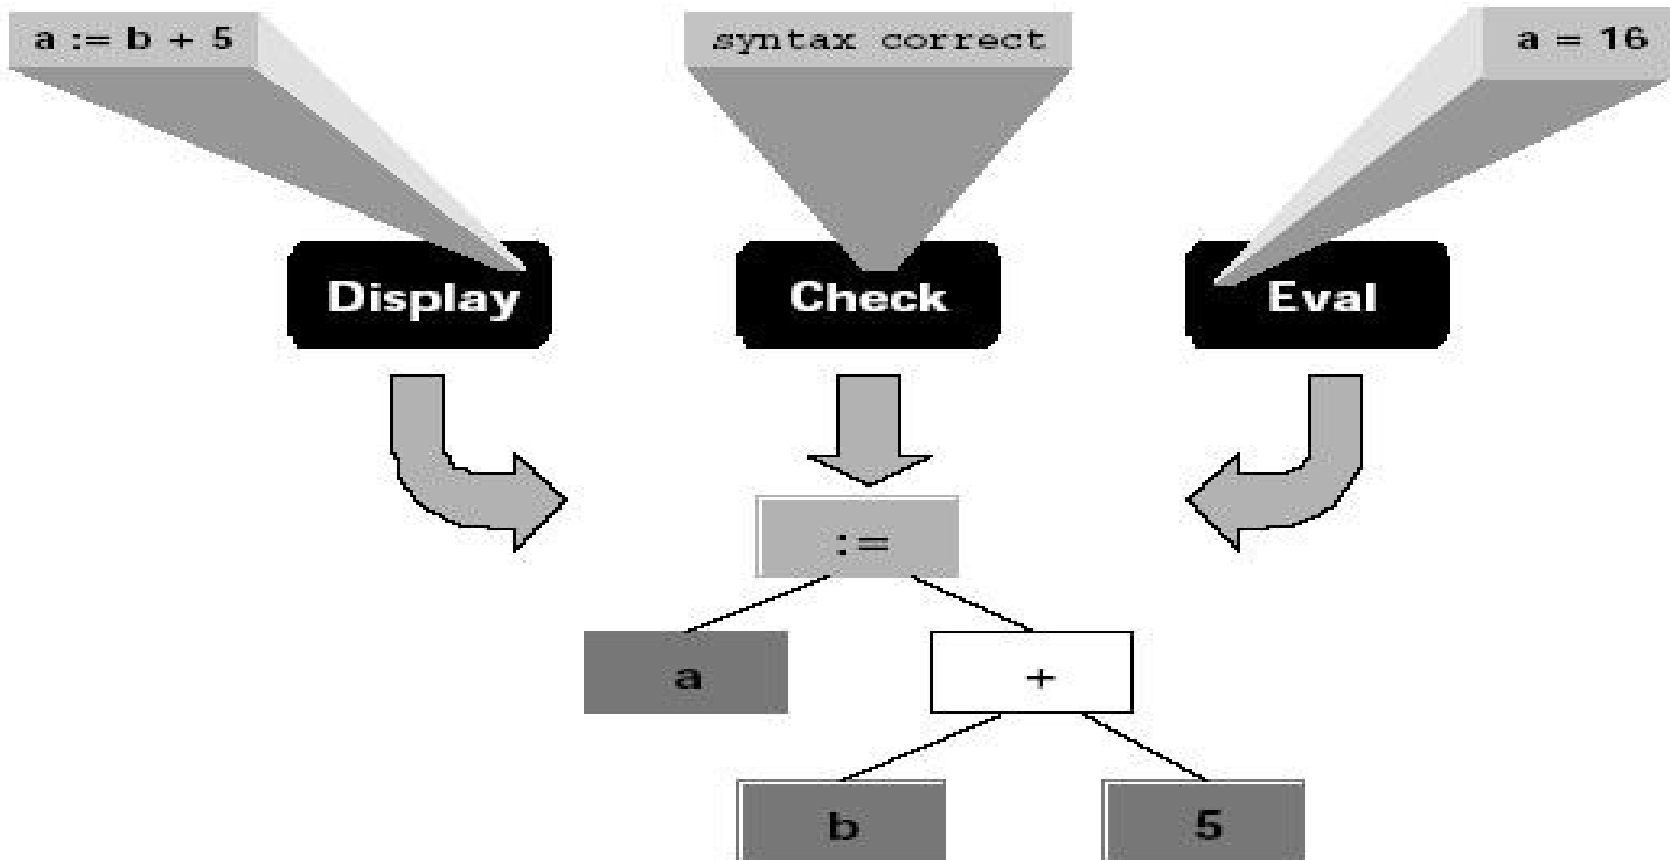 a := b + 5
syntax correct
a = 16
Display
Check
Eval
:=
a
+
b
5